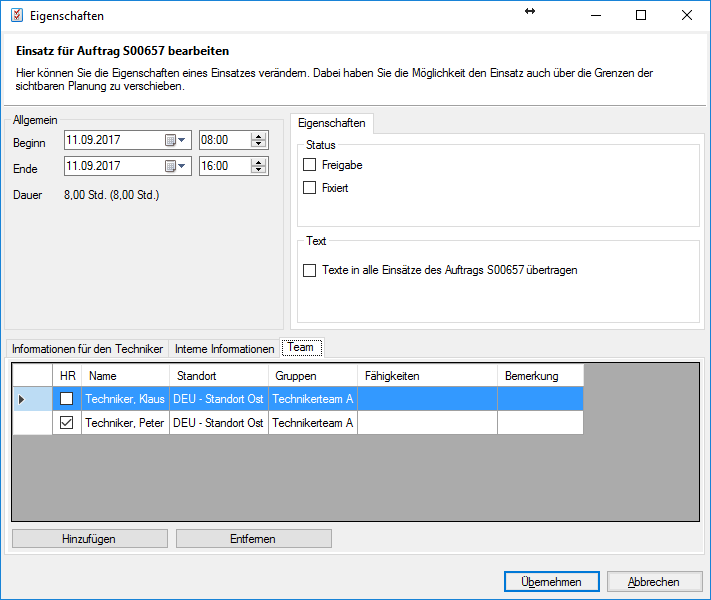 Eigenschaften
Einsatz für Auftrag S00657 bearbeiten
Hier können Sie die Eigenschaften eines Einsatzes verändern. Dabei haben Sie die Möglichkeit den Einsatz auch über die Grenzen der
sichtbaren Planung zu verschieben.
Allgemein
Beginn 11.09.2017 08:00
Ende 11.09.2017 16:00
Dauer 8,00 Std. (8,00 Std.)
Eigenschaften
Status
Freigabe
Fixiert
Text
Texte in alle Einsätze des Auftrags S00657 übertragen
Informationen für den Techniker Interne Informationen Team
HR Name Standort Gruppen Fähigkeiten Bemerkung
Techniker, Klaus DEU - Standort Ost Technikerteam A
Techniker, Peter DEU - Standort Ost Technikerteam A
Hinzufügen Entfernen
Übernehmen Abbrechen